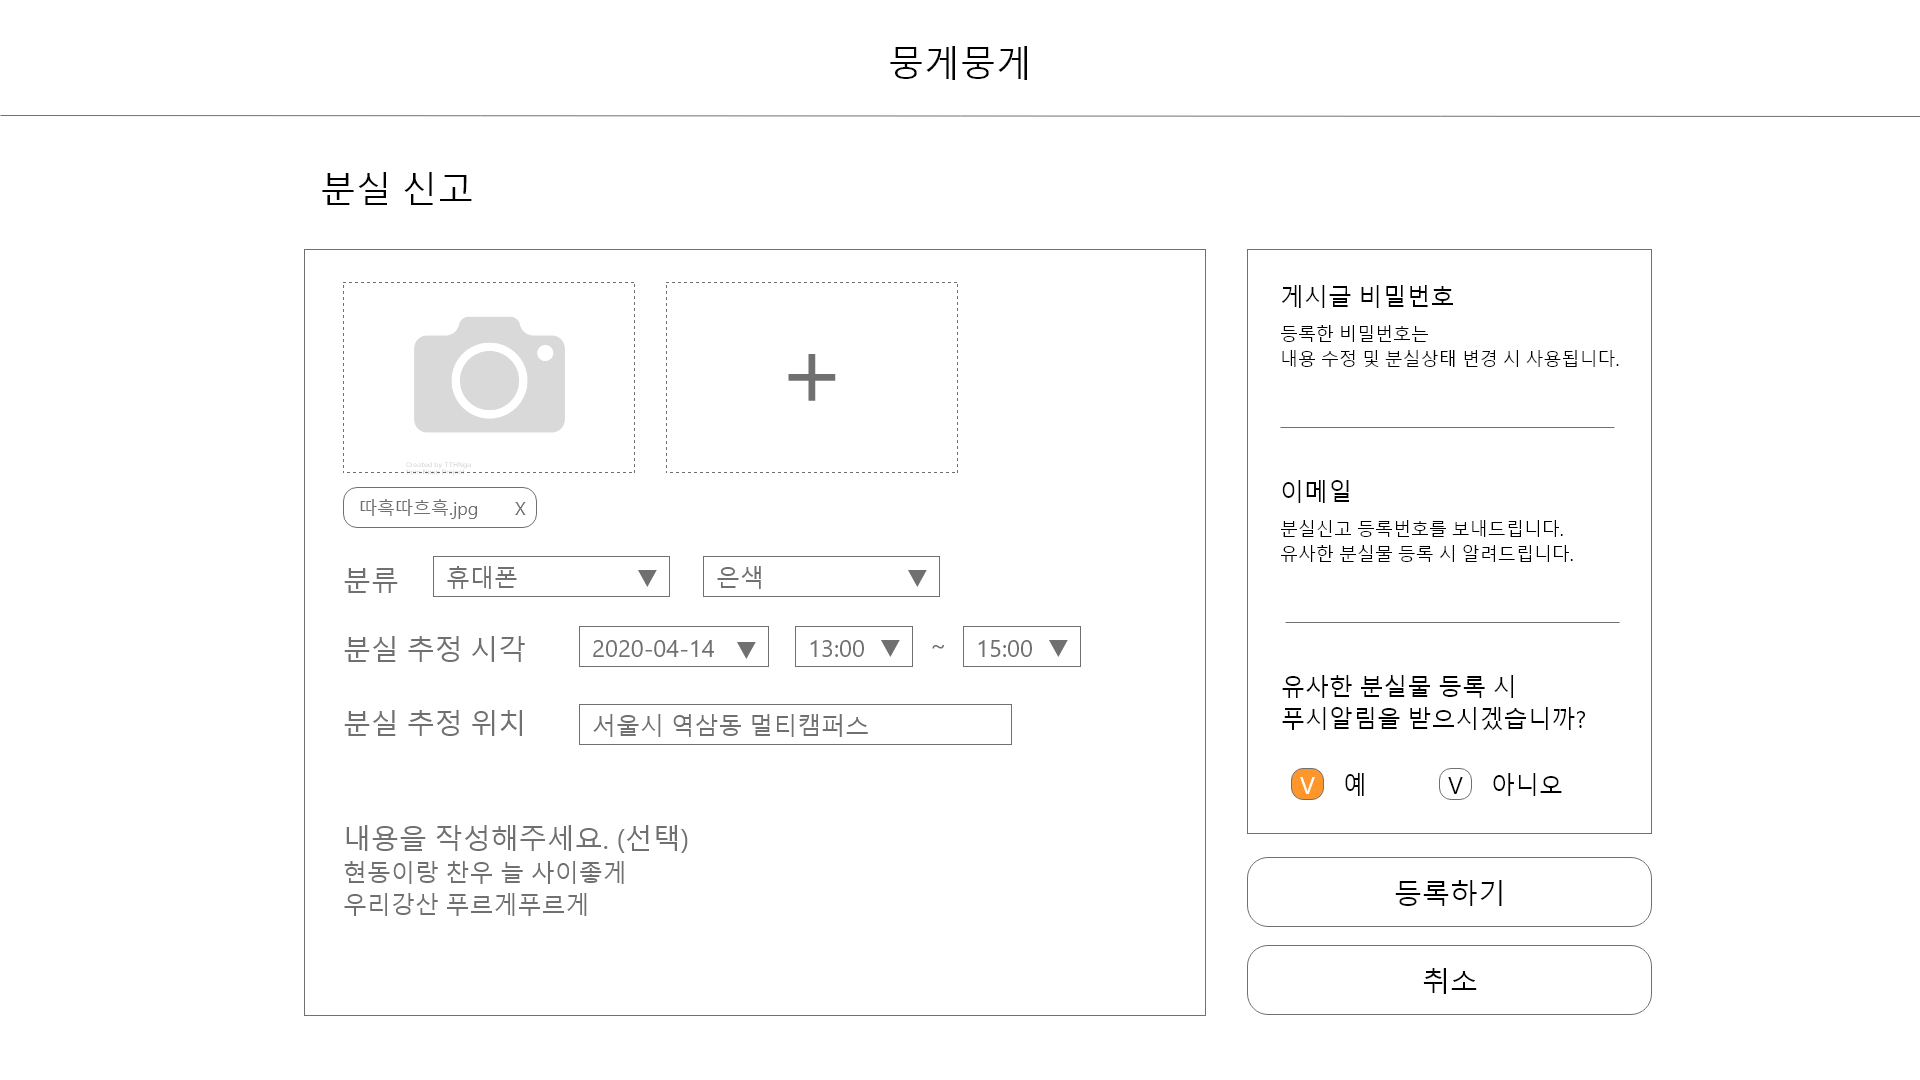 뭉게뭉게
분실 신고
따흑따흐흑.jpg X
분류 휴대폰 ▼ 은색 ▼
분실 추정 시각 2020-04-14 ▼ 13:00 ▼ ~ 15:00 ▼
분실 추정 위치 서울시 역삼동 멀티캠퍼스
내용을 작성해주세요. (선택)
현동이랑 찬우 늘 사이좋게
우리강산 푸르게푸르게
게시글 비밀번호
등록한 비밀번호는
내용 수정 및 분실상태 변경 시 사용됩니다.
이메일
분실신고 등록번호를 보내드립니다.
유사한 분실물 등록 시 알려드립니다.
유사한 분실물 등록 시
푸시알림을 받으시겠습니까?
V 예 V 아니오
등록하기
취소